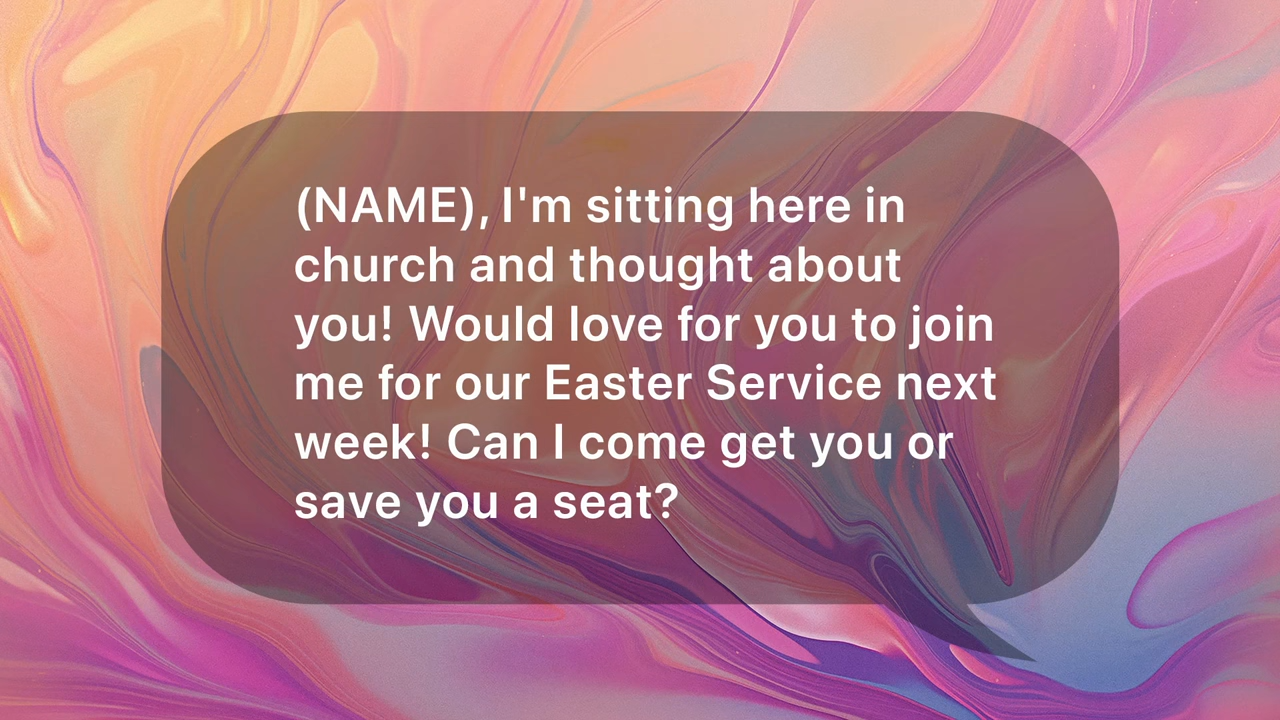 (NAME), I'm sitting here in
church and thought about
you! Would love for you to join
me for our Easter Service next
week! Can I come get you or
save you a seat?